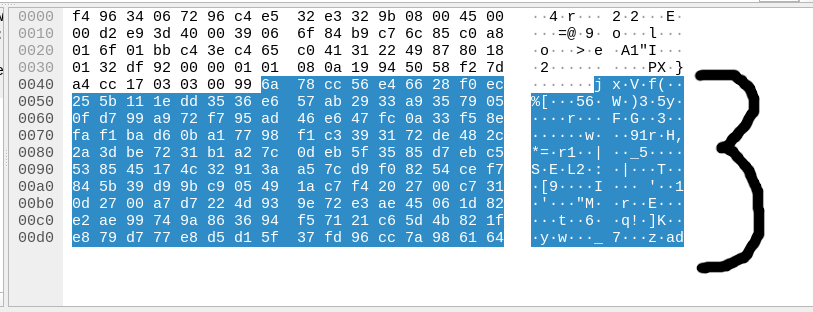 0000 f4 96 34 06 72 96 c4 e5 32 e3 32 9b 08 00 45 00 ··4·r··· 2·2···E·
0010 00 d2 e9 3d 40 00 39 06 6f 84 b9 c7 6c 85 c0 a8 ···=@·9· o···l···
0020 01 6f 01 bb c4 3e c4 65 c0 41 31 22 49 87 80 18 ·o···>·e ·A1"I···
0030 01 32 df 92 00 00 01 01 08 0a 19 94 50 58 f2 7d ·2······ ····PX·}
0040 a4 cc 17 03 03 00 99 6a 78 cc 56 e4 66 28 f0 ec ·······j x·V·f(··
0050 25 5b 11 1e dd 35 36 e6 57 ab 29 33 a9 35 79 05 %[···56· W·)3·5y·
0060 0f d7 99 a9 72 f7 95 ad 46 e6 47 fc 0a 33 f5 8e ····r··· F·G··3··
0070 fa f1 ba d6 0b a1 77 98 f1 c3 39 31 72 de 48 2c ······w· ··91r·H,
0080 2a 3d be 72 31 b1 a2 7c 0d eb 5f 35 85 d7 eb c5 *=·r1··| ··_5····
0090 53 85 45 17 4c 32 91 3a a5 7c d9 f0 82 54 ce f7 S·E·L2·: ·|···T··
00a0 84 5b 39 d9 9b c9 05 49 1a c7 f4 20 27 00 c7 31 ·[9····I ··· '··1
00b0 0d 27 00 a7 d7 22 4d 93 9e 72 e3 ae 45 06 1d 82 ·'···"M· ·r··E···
00c0 e2 ae 99 74 9a 86 36 94 f5 71 21 c6 5d 4b 82 1f ···t··6· ·q!·]K··
00d0 e8 79 d7 77 e8 d5 d1 5f 37 fd 96 cc 7a 98 61 64 ·y·w···_ 7···z·ad
3